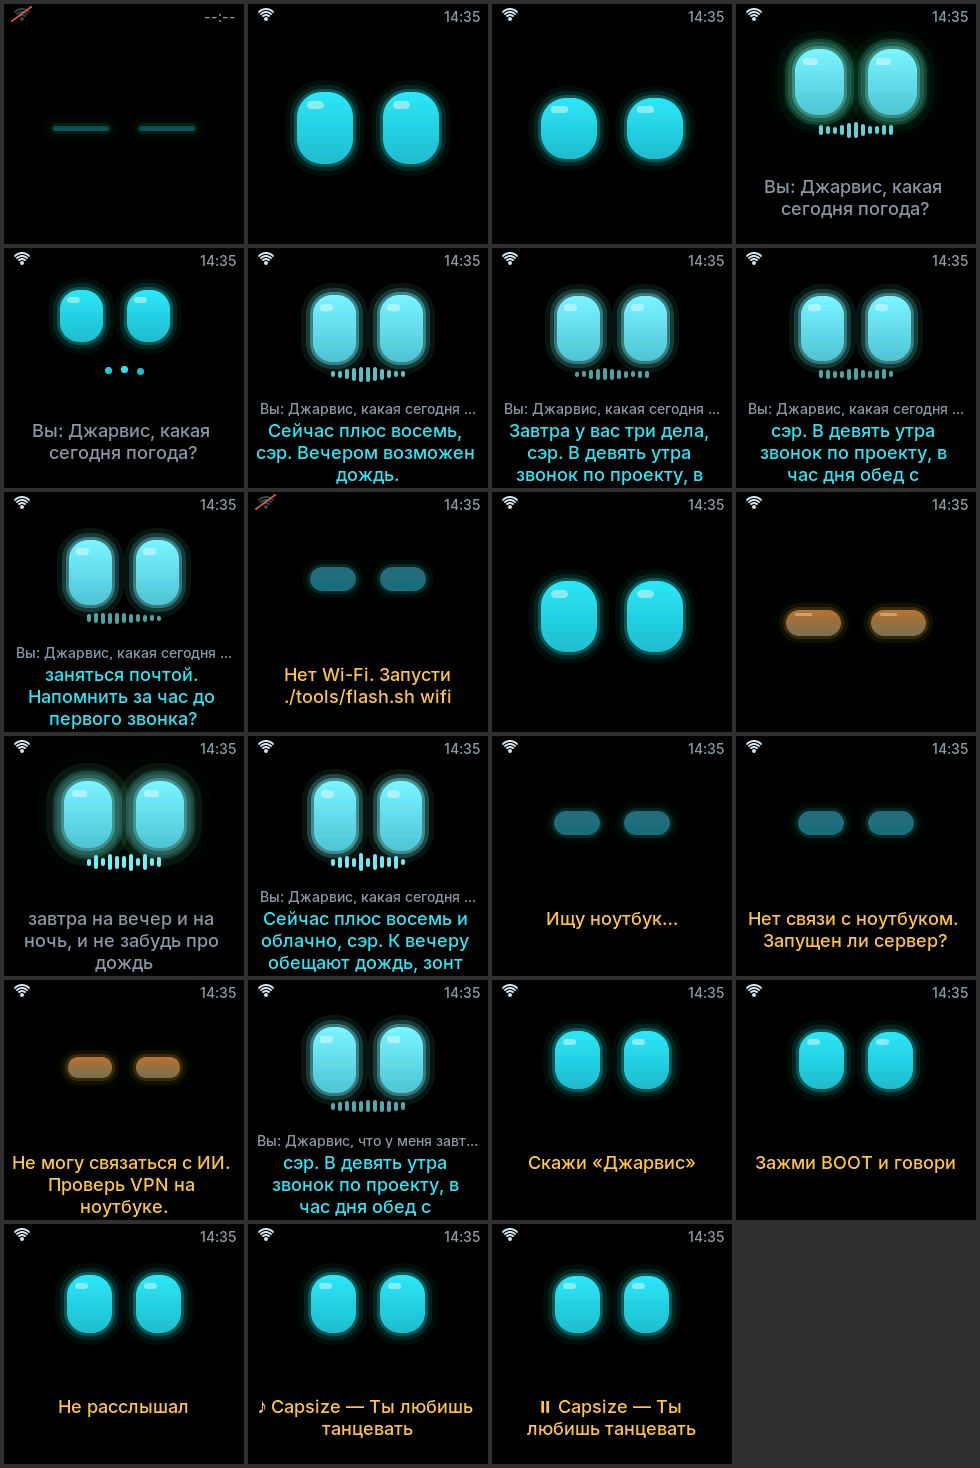 --:--
14:35
14:35
14:35
Вы: Джарвис, какая
сегодня погода?
14:35
Вы: Джарвис, какая
сегодня погода?
14:35
Вы: Джарвис, какая сегодня ...
Сейчас плюс восемь,
сэр. Вечером возможен
дождь.
14:35
Вы: Джарвис, какая сегодня ...
Завтра у вас три дела,
сэр. В девять утра
звонок по проекту, в
14:35
Вы: Джарвис, какая сегодня ...
сэр. В девять утра
звонок по проекту, в
час дня обед с
14:35
Вы: Джарвис, какая сегодня ...
заняться почтой.
Напомнить за час до
первого звонка?
14:35
Нет Wi-Fi. Запусти
./tools/flash.sh wifi
14:35
14:35
14:35
завтра на вечер и на
ночь, и не забудь про
дождь
14:35
Вы: Джарвис, какая сегодня ...
Сейчас плюс восемь и
облачно, сэр. К вечеру
обещают дождь, зонт
14:35
Ищу ноутбук...
14:35
Нет связи с ноутбуком.
Запущен ли сервер?
14:35
Не могу связаться с ИИ.
Проверь VPN на
ноутбуке.
14:35
Вы: Джарвис, что у меня завт...
сэр. В девять утра
звонок по проекту, в
час дня обед с
14:35
Скажи «Джарвис»
14:35
Зажми BOOT и говори
14:35
Не расслышал
14:35
♪ Capsize — Ты любишь
танцевать
14:35
⏸ Capsize — Ты
любишь танцевать